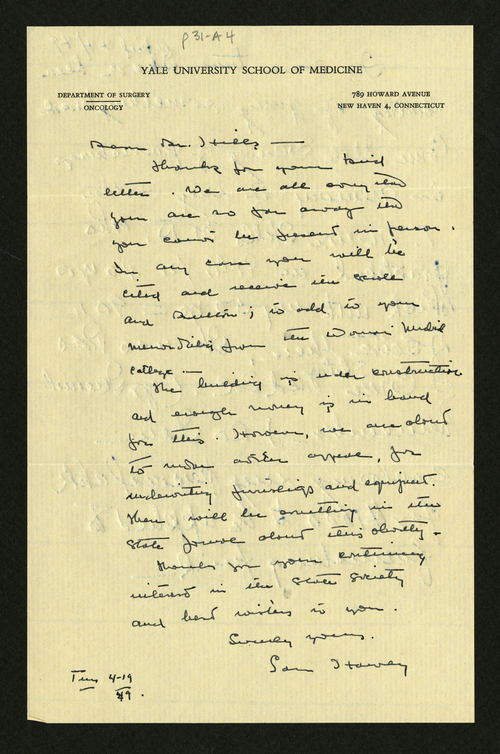 p31-A4
YALE UNIVERSITY SCHOOL OF MEDICINE
DEPARTMENT OF SURGERY
ONCOLOGY
789 HOWARD AVENUE
NEW HAVEN 4, CONNECTICUT
Dear Dr. Hills —
Thanks for your kind
letter. We are all sorry that
you are so far away that
you can't be present in person.
In any case you will be
cited and receive the scroll
and button; to add to your
memorabilia from the Woman's Medical
College —
The building is under construction
and enough money is in hand
for this. However, we are about
to make another appeal, for
underwriting furnishings and equipment.
There will be something in the
State Journal about this shortly.
Thanks for your continuing
interest in the State Society
and best wishes to you.
Sincerely yours.
Sam Harvey
Tues 4-19
49.